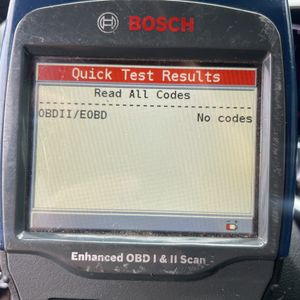 BOSCH
Quick Test Results
Read All Codes
OBDII/EOBD No codes
Enhanced OBD I & II Scan